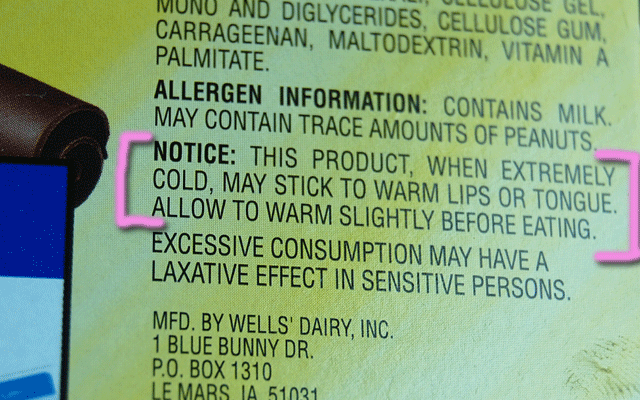 CELLULOSE GEL,
MONO AND DIGLYCERIDES, CELLULOSE GUM,
CARRAGEENAN, MALTODEXTRIN, VITAMIN A
PALMITATE.
ALLERGEN INFORMATION: CONTAINS MILK.
MAY CONTAIN TRACE AMOUNTS OF PEANUTS.
NOTICE: THIS PRODUCT, WHEN EXTREMELY
COLD, MAY STICK TO WARM LIPS OR TONGUE.
ALLOW TO WARM SLIGHTLY BEFORE EATING.
EXCESSIVE CONSUMPTION MAY HAVE A
LAXATIVE EFFECT IN SENSITIVE PERSONS.
MFD. BY WELLS' DAIRY, INC.
1 BLUE BUNNY DR.
P.O. BOX 1310
LE MARS, IA 51031